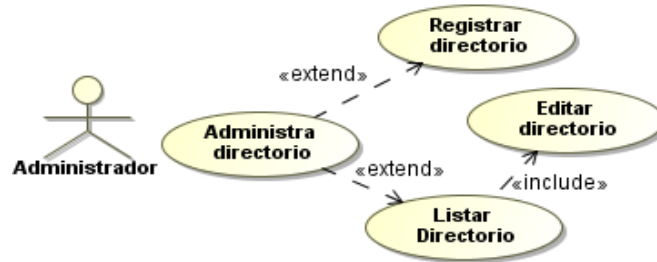 Registrar
directorio
«extend»
Administrador
Administra
directorio
Editar
directorio
«extend»
«include»
Listar
Directorio